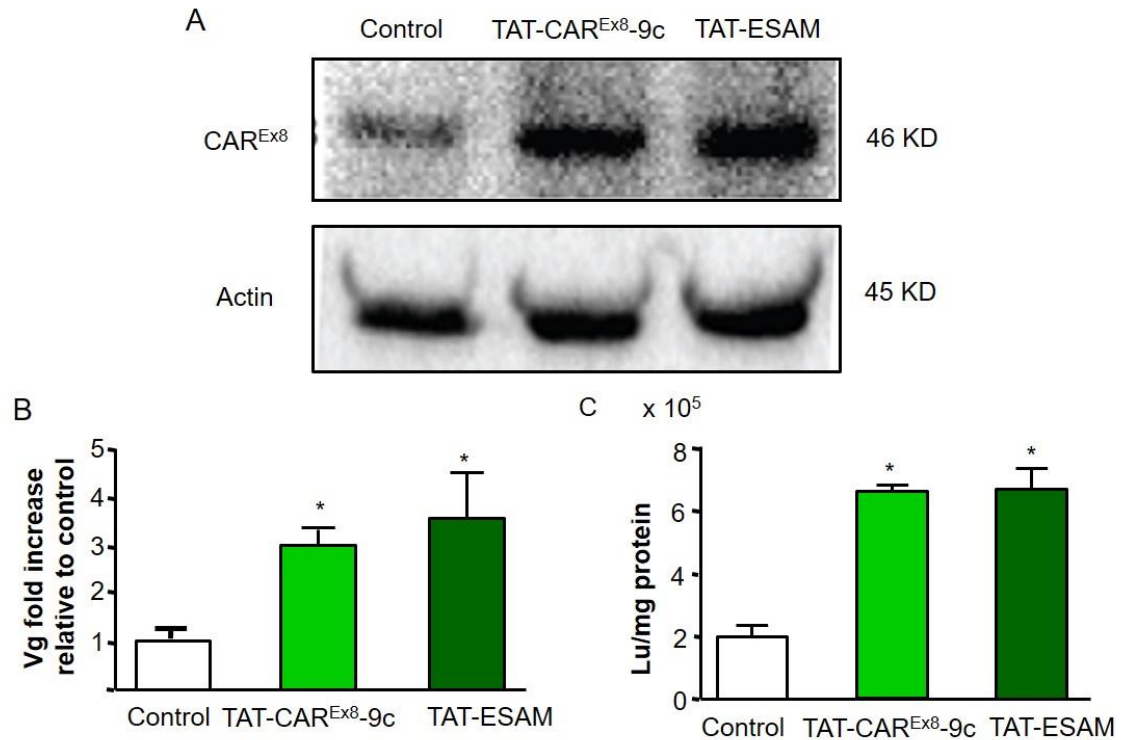 A
Control TAT-CAR^Ex8-9c TAT-ESAM
CAR^Ex8 46 KD
Actin 45 KD
B
Vg fold increase
relative to control
5
4
3
2
1
*
*
Control TAT-CAR^Ex8-9c TAT-ESAM
C x 10^5
Lu/mg protein
8
6
4
2
0
*
*
Control TAT-CAR^Ex8-9c TAT-ESAM